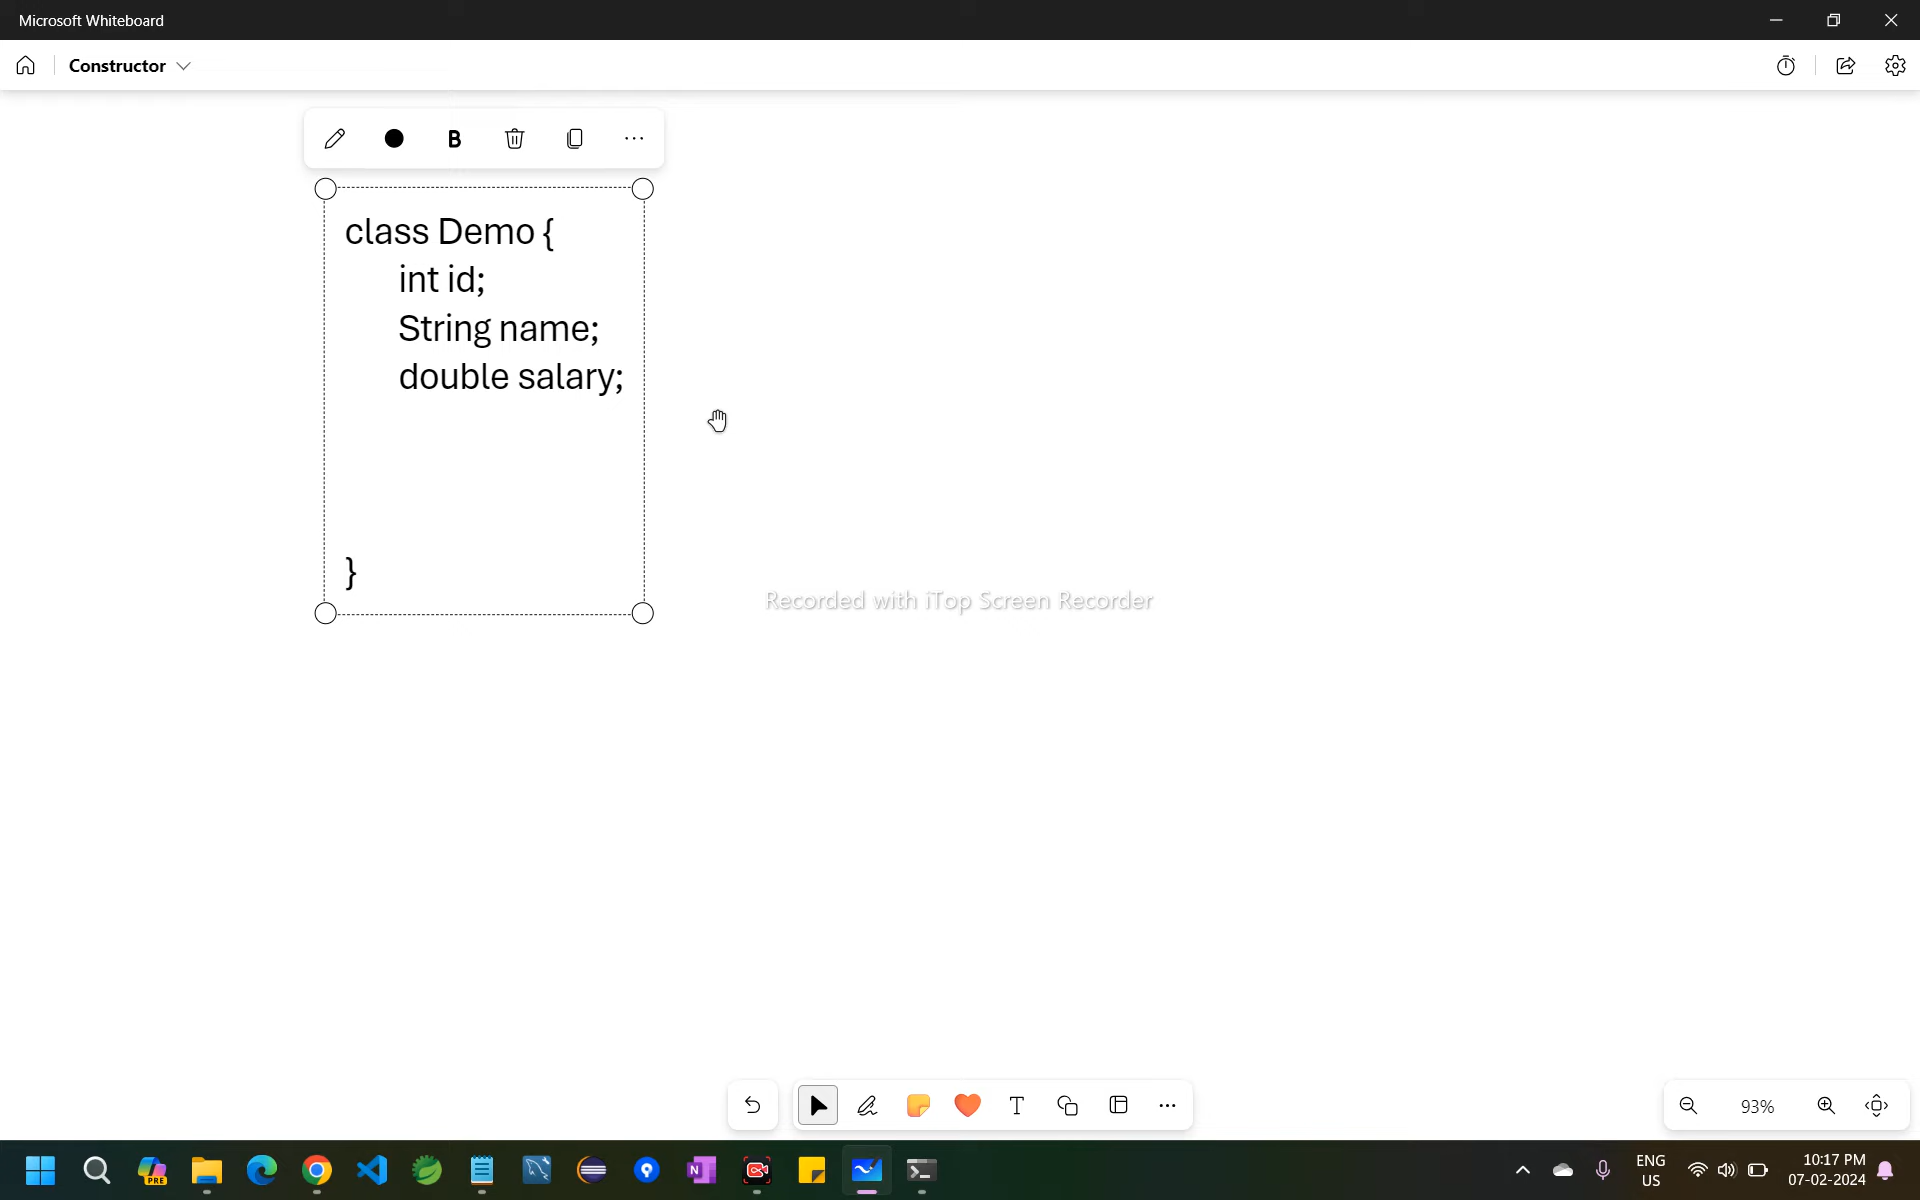 Microsoft Whiteboard
Constructor
B
class Demo {
int id;
String name;
double salary;
}
Recorded with iTop Screen Recorder
T
93%
PRE
N
ENG
US
10:17 PM
07-02-2024